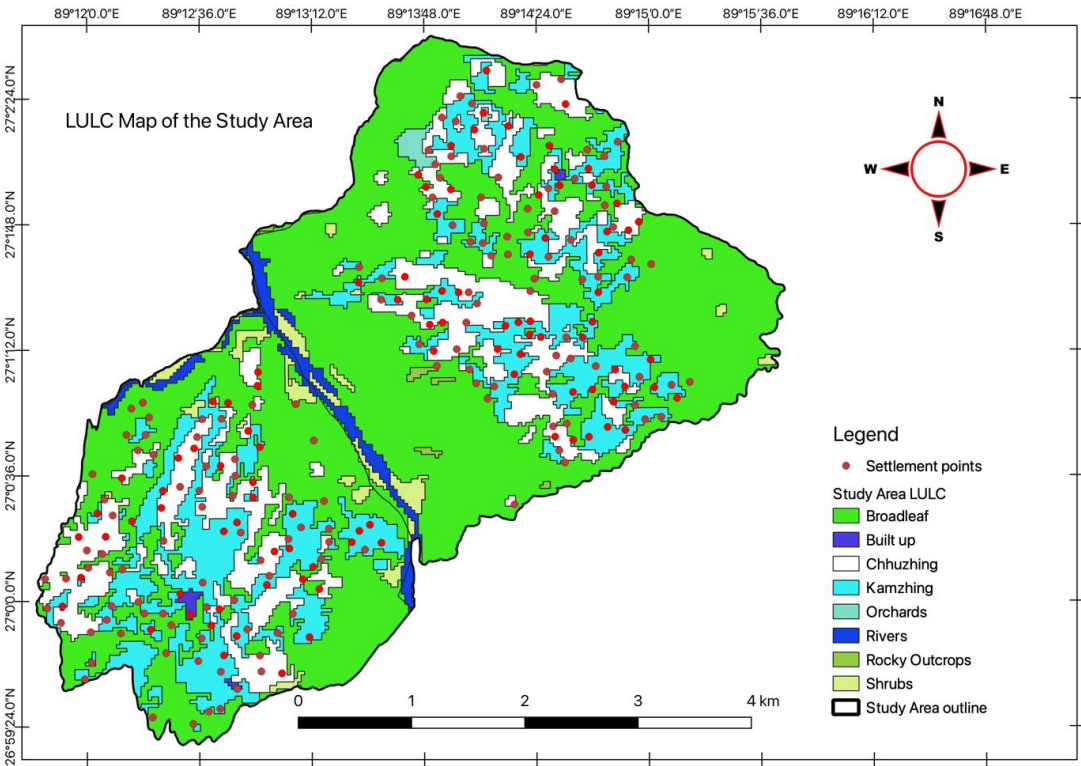 89°12'0.0"E 89°12'36.0"E 89°13'12.0"E 89°13'48.0"E 89°14'24.0"E 89°15'0.0"E 89°15'36.0"E 89°16'12.0"E 89°16'48.0"E
27°2'24.0"N
27°1'48.0"N
27°1'12.0"N
27°0'36.0"N
27°0'0.0"N
26°59'24.0"N
LULC Map of the Study Area
N
W E
S
Legend
Settlement points
Study Area LULC
Broadleaf
Built up
Chhuzhing
Kamzhing
Orchards
Rivers
Rocky Outcrops
Shrubs
Study Area outline
0 1 2 3 4 km